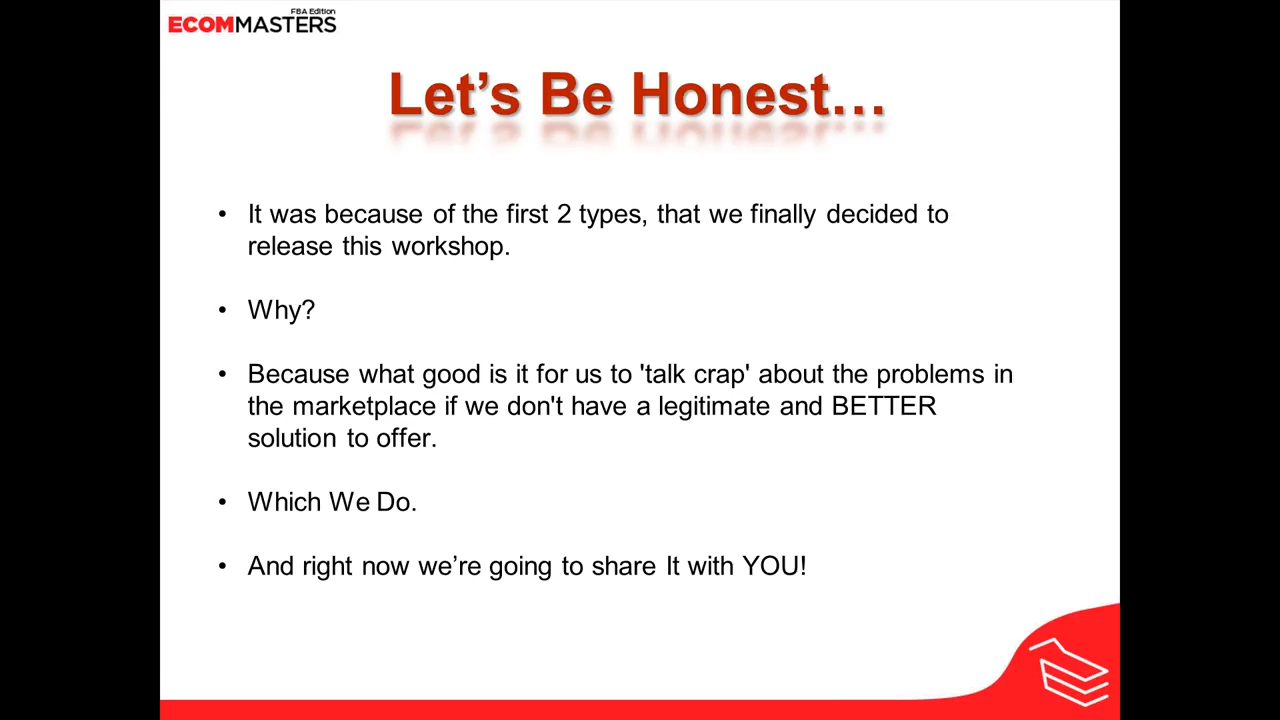 FBA Edition
ECOMMASTERS
Let’s Be Honest…
• It was because of the first 2 types, that we finally decided to
release this workshop.
• Why?
• Because what good is it for us to 'talk crap' about the problems in
the marketplace if we don't have a legitimate and BETTER
solution to offer.
• Which We Do.
• And right now we’re going to share It with YOU!